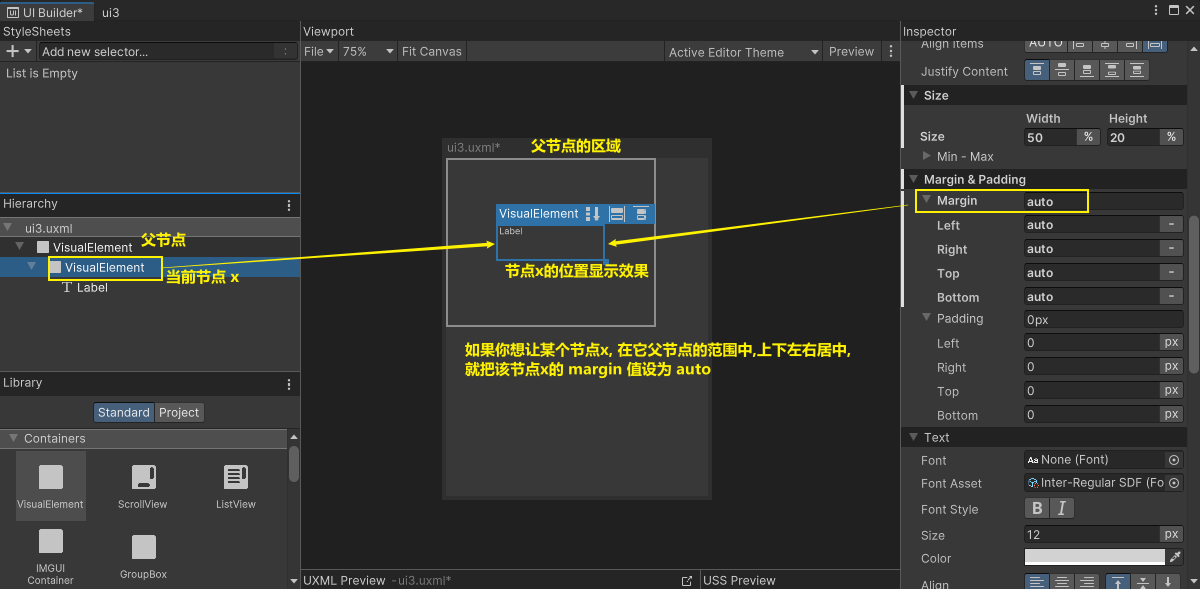 UI Builder*
ui3
StyleSheets
Add new selector...
List is Empty
Hierarchy
ui3.uxml
VisualElement
父节点
VisualElement
当前节点 x
Label
Library
Standard
Project
Containers
VisualElement
ScrollView
ListView
IMGUI
Container
GroupBox
Viewport
File
75%
Fit Canvas
Active Editor Theme
Preview
ui3.uxml*
父节点的区域
VisualElement
Label
节点x的位置显示效果
如果你想让某个节点x, 在它父节点的范围中,上下左右居中,
就把该节点x的 margin 值设为 auto
UXML Preview - ui3.uxml*
USS Preview
Inspector
Align Items
AUTO
Justify Content
Size
Width
Height
Size
50
%
20
%
Min - Max
Margin & Padding
Margin
auto
Left
auto
-
Right
auto
-
Top
auto
-
Bottom
auto
-
Padding
0px
Left
0
px
Right
0
px
Top
0
px
Bottom
0
px
Text
Font
Aa None (Font)
Font Asset
Inter-Regular SDF (Fo
Font Style
B
I
Size
12
px
Color
Align